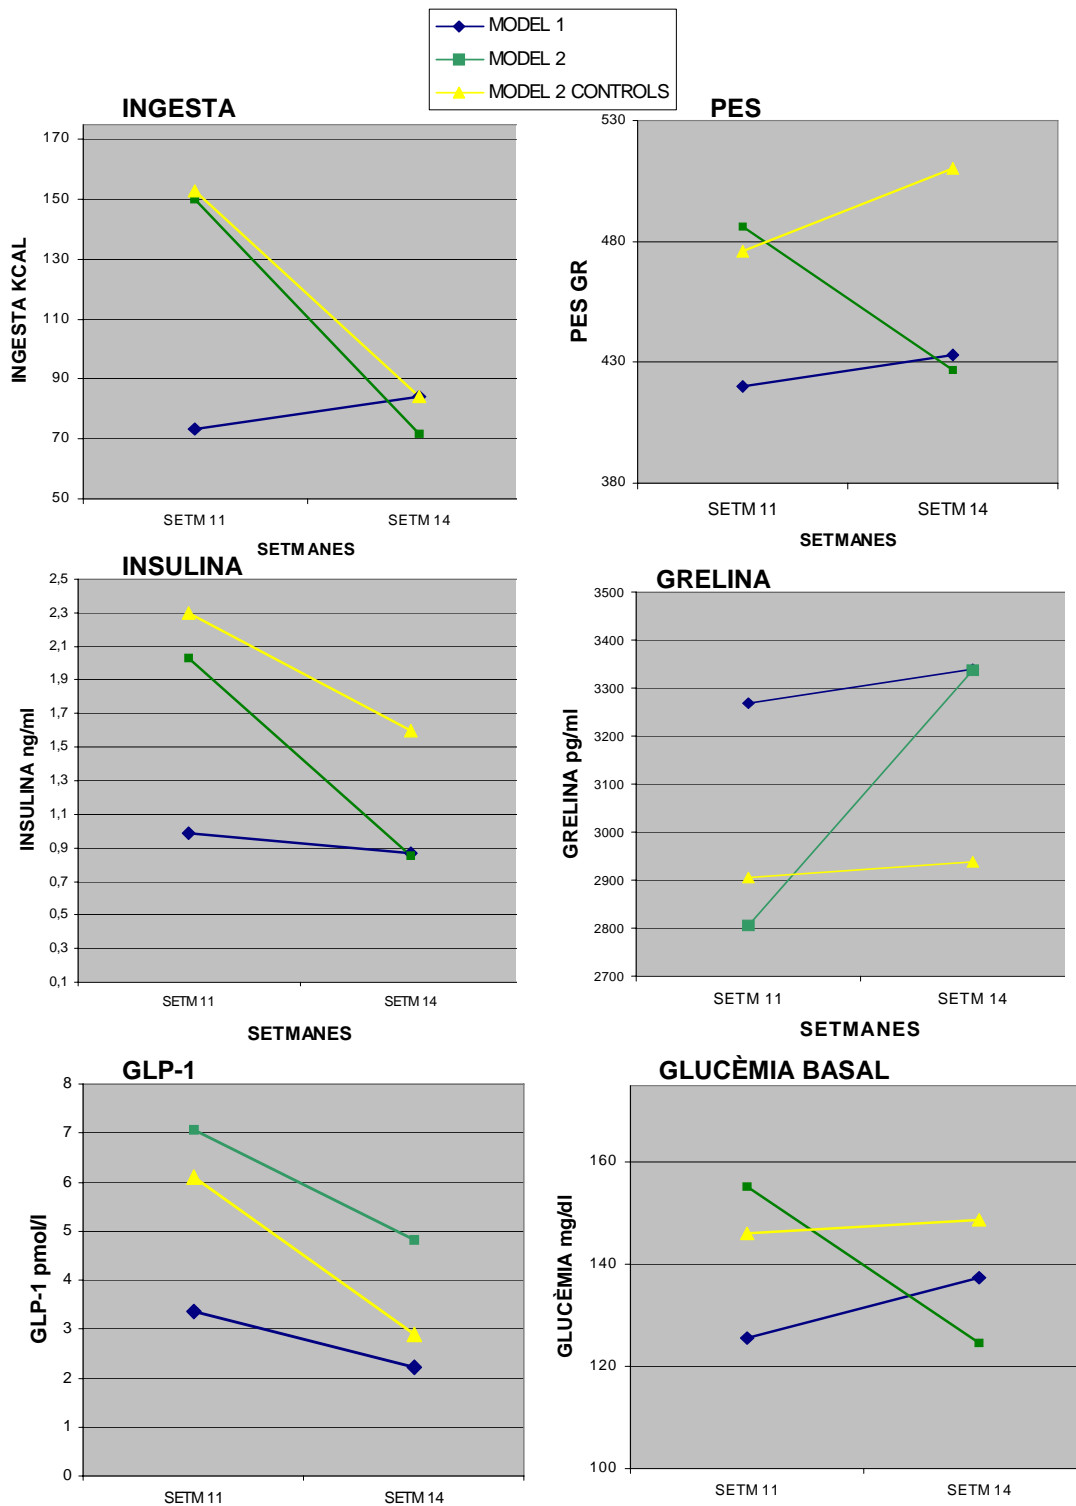 MODEL 1
MODEL 2
MODEL 2 CONTROLS
INGESTA
170
150
130
110
90
70
50
INGESTA KCAL
SETM 11 SETM 14
SETMANES
PES
530
480
430
380
PES GR
SETM 11 SETM 14
SETMANES
INSULINA
2,5
2,3
2,1
1,9
1,7
1,5
1,3
1,1
0,9
0,7
0,5
0,3
0,1
INSULINA ng/ml
SETM 11 SETM 14
SETMANES
GRELINA
3500
3400
3300
3200
3100
3000
2900
2800
2700
GRELINA pg/ml
SETM 11 SETM 14
SETMANES
GLP-1
8
7
6
5
4
3
2
1
0
GLP-1 pmol/l
SETM 11 SETM 14
GLUCÈMIA BASAL
160
140
120
100
GLUCÈMIA mg/dl
SETM 11 SETM 14